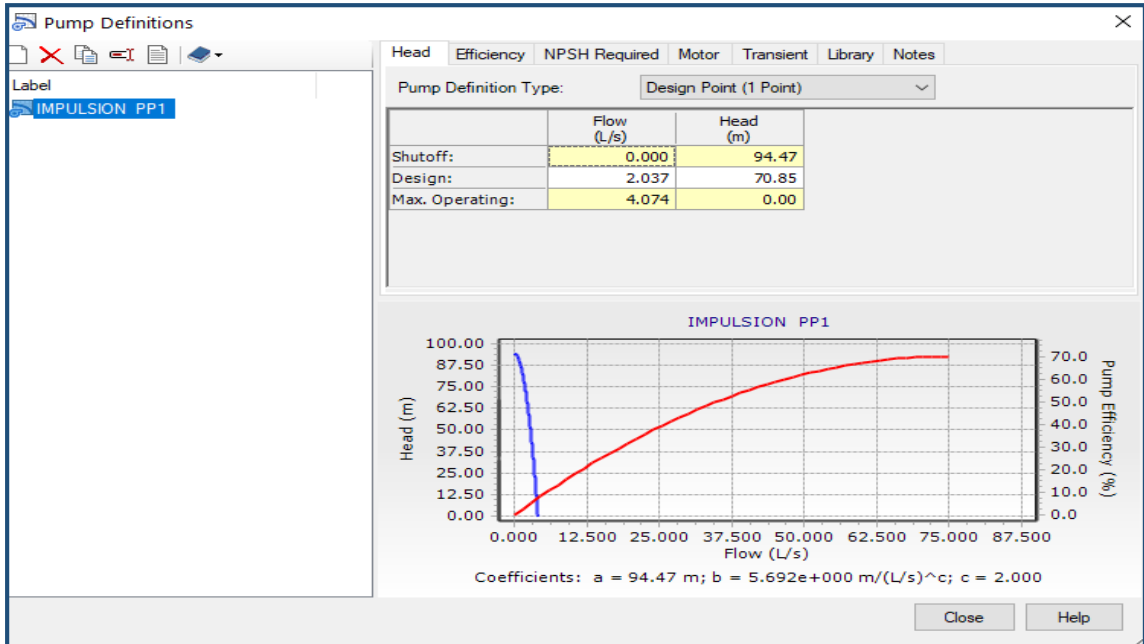 Pump Definitions
Label
IMPULSION PP1
Head Efficiency NPSH Required Motor Transient Library Notes
Pump Definition Type: Design Point (1 Point)
Flow (L/s) Head (m)
Shutoff: 0.000 94.47
Design: 2.037 70.85
Max. Operating: 4.074 0.00
IMPULSION PP1
100.00
87.50
75.00
62.50
50.00
37.50
25.00
12.50
0.00
Head (m)
70.0
60.0
50.0
40.0
30.0
20.0
10.0
0.0
Pump Efficiency (%)
0.000 12.500 25.000 37.500 50.000 62.500 75.000 87.500
Flow (L/s)
Coefficients: a = 94.47 m; b = 5.692e+000 m/(L/s)^c; c = 2.000
Close Help